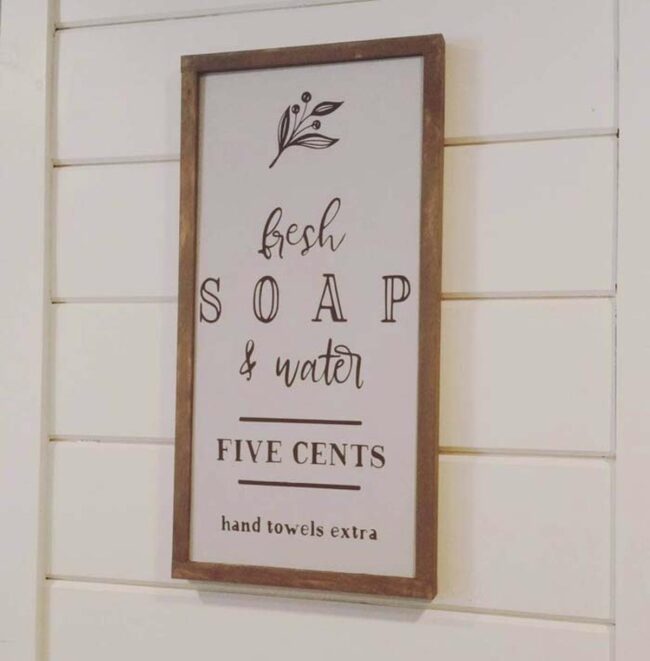 fresh
SOAP
& water
FIVE CENTS
hand towels extra